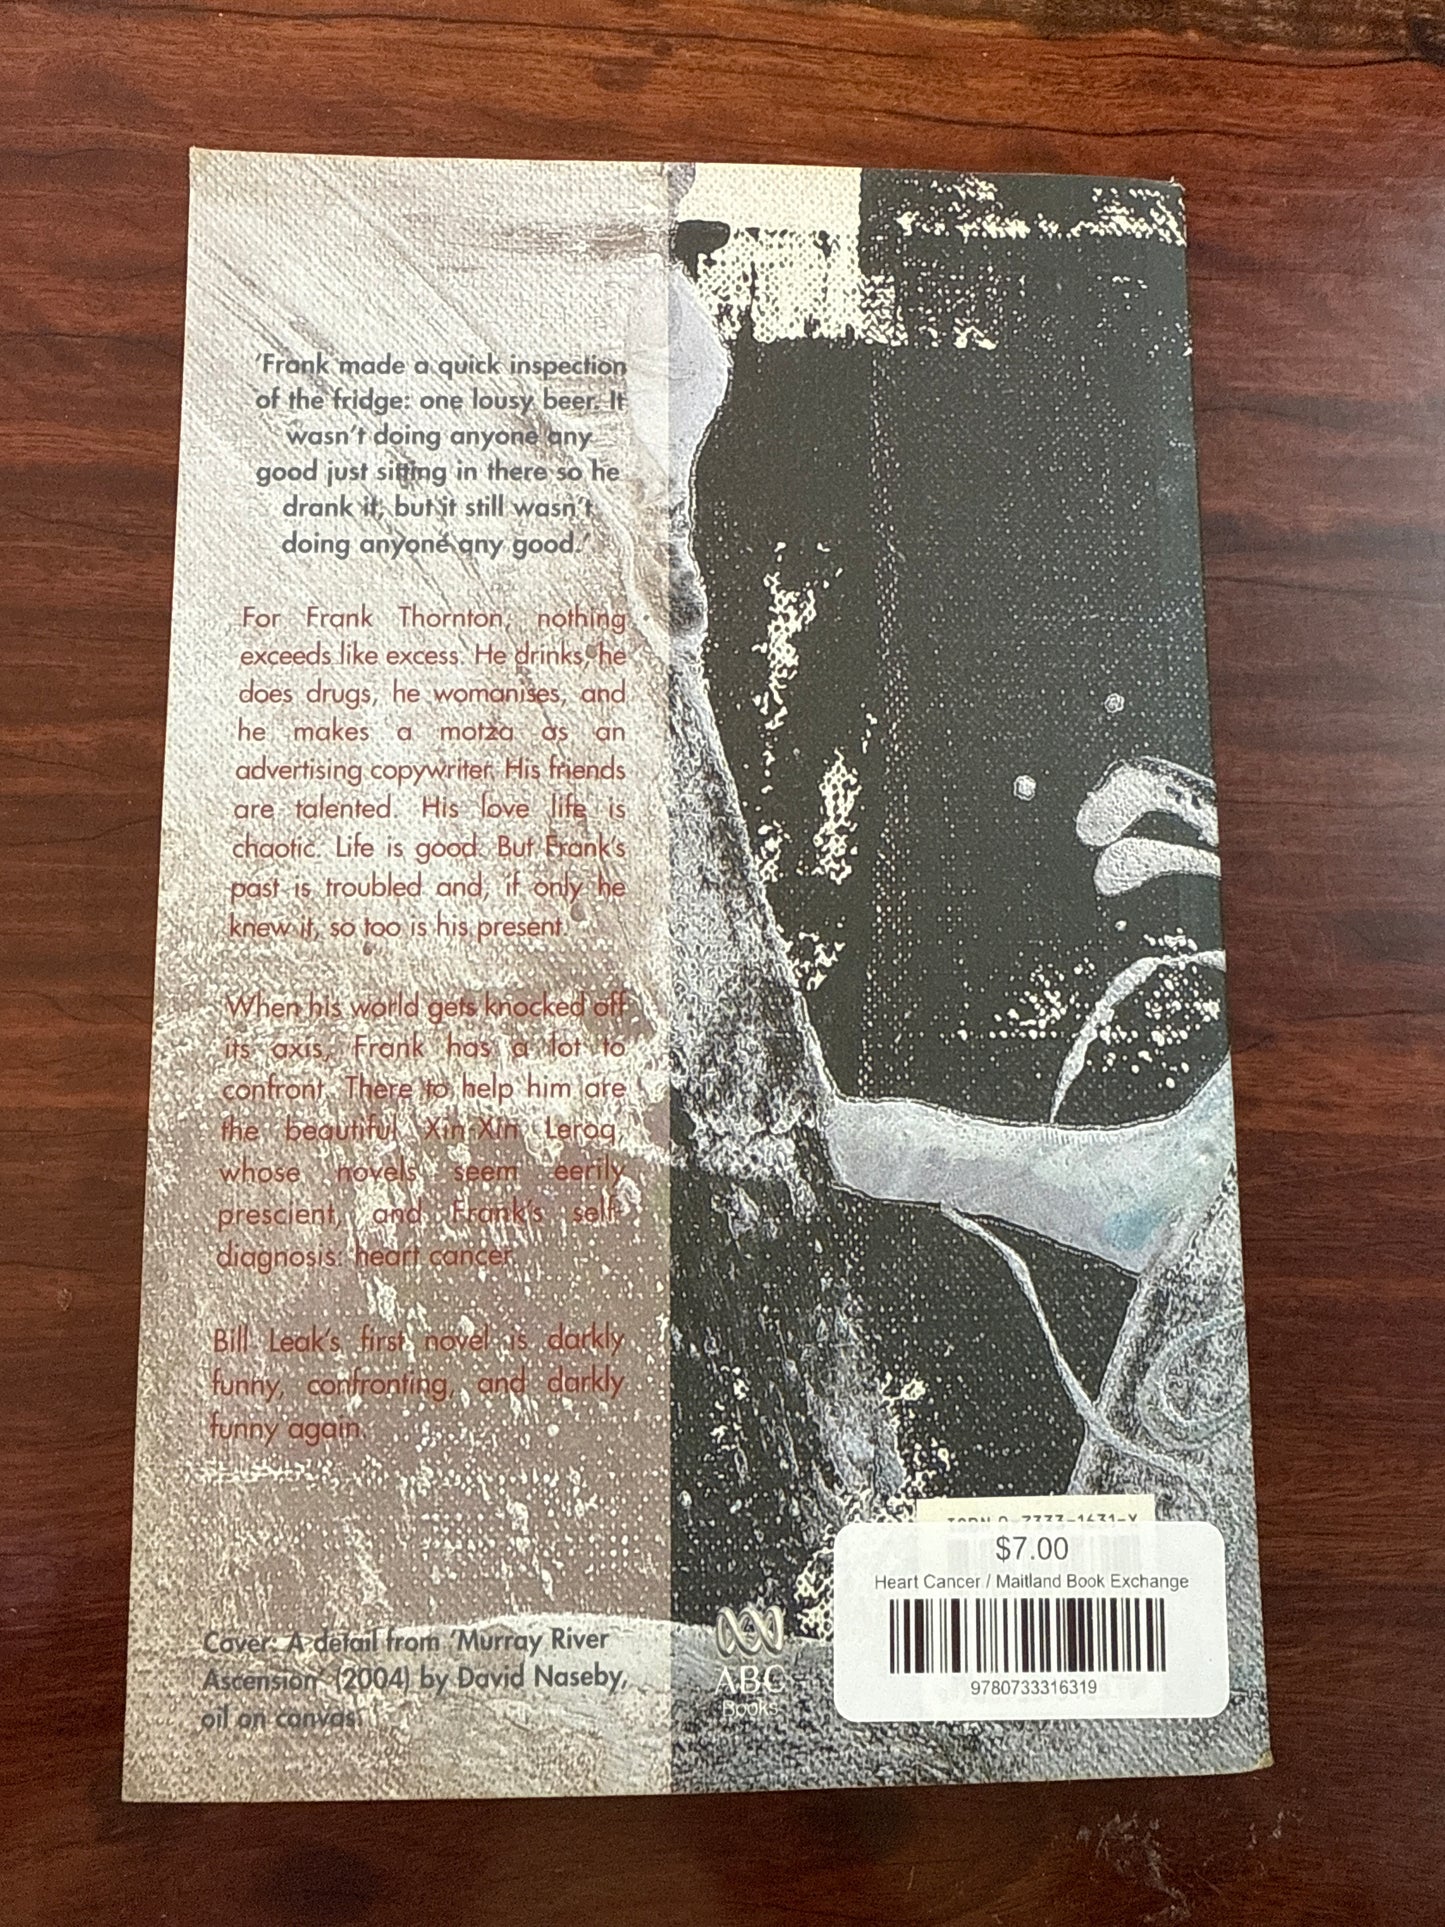 'Frank made a quick inspection
of the fridge: one lousy beer. It
wasn't doing anyone any
good just sitting in there so he
drank it, but it still wasn't
doing anyone any good.'
For Frank Thornton, nothing
exceeds like excess. He drinks, he
does drugs, he womanises, and
he makes a motza as an
advertising copywriter. His friends
are talented. His love life is
chaotic. Life is good. But Frank's
past is troubled and, if only he
knew it, so too is his present.
When his world gets knocked off
its axis, Frank has a lot to
confront. There to help him are
the beautiful Xin-Xin Leroq,
whose novels seem eerily
prescient, and Frank's self-
diagnosis: heart cancer.
Bill Leak's first novel is darkly
funny, confronting, and darkly
funny again.
Cover: A detail from 'Murray River
Ascension' (2004) by David Naseby,
oil on canvas.
ABC
Books
ISBN 0-7333-1631-X
$7.00
Heart Cancer / Maitland Book Exchange
9780733316319